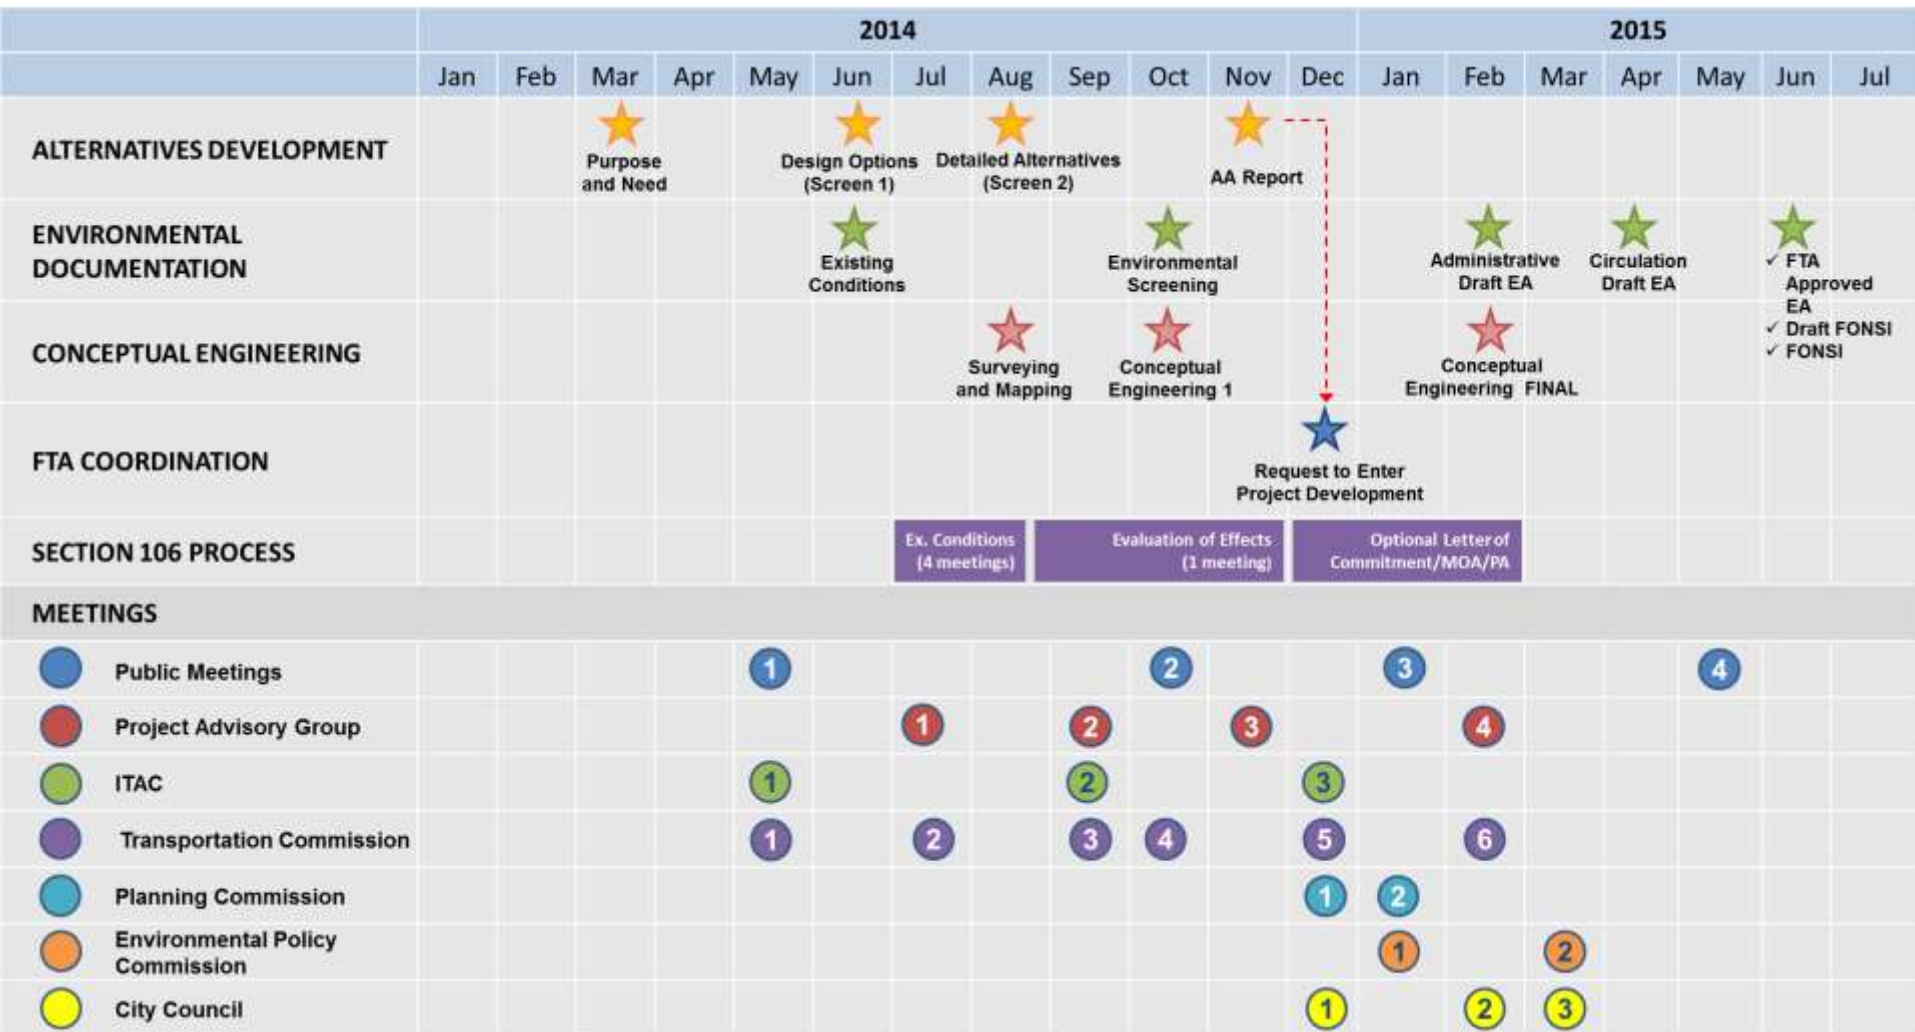 2014 2015
Jan Feb Mar Apr May Jun Jul Aug Sep Oct Nov Dec Jan Feb Mar Apr May Jun Jul
ALTERNATIVES DEVELOPMENT
Purpose
and Need
Design Options
(Screen 1)
Detailed Alternatives
(Screen 2)
AA Report
ENVIRONMENTAL
DOCUMENTATION
Existing
Conditions
Environmental
Screening
Administrative
Draft EA
Circulation
Draft EA
✓ FTA
Approved
EA
✓ Draft FONSI
✓ FONSI
CONCEPTUAL ENGINEERING
Surveying
and Mapping
Conceptual
Engineering 1
Conceptual
Engineering FINAL
FTA COORDINATION
Request to Enter
Project Development
SECTION 106 PROCESS
Ex. Conditions
(4 meetings)
Evaluation of Effects
(1 meeting)
Optional Letter of
Commitment/MOA/PA
MEETINGS
Public Meetings 1 2 3 4
Project Advisory Group 1 2 3 4
ITAC 1 2 3
Transportation Commission 1 2 3 4 5 6
Planning Commission 1 2
Environmental Policy
Commission 1 2
City Council 1 2 3